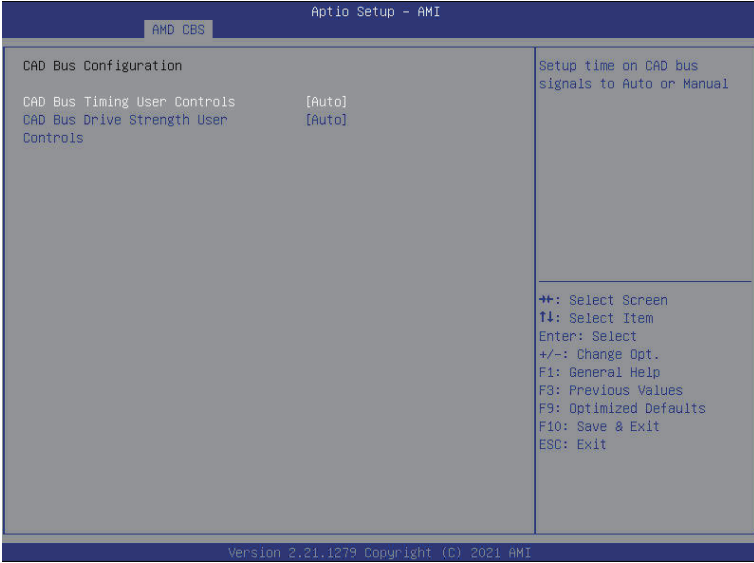 Aptio Setup – AMI
AMD CBS
CAD Bus Configuration
CAD Bus Timing User Controls [Auto]
CAD Bus Drive Strength User [Auto]
Controls
Setup time on CAD bus
signals to Auto or Manual
→←: Select Screen
↑↓: Select Item
Enter: Select
+/-: Change Opt.
F1: General Help
F3: Previous Values
F9: Optimized Defaults
F10: Save & Exit
ESC: Exit
Version 2.21.1279 Copyright (C) 2021 AMI